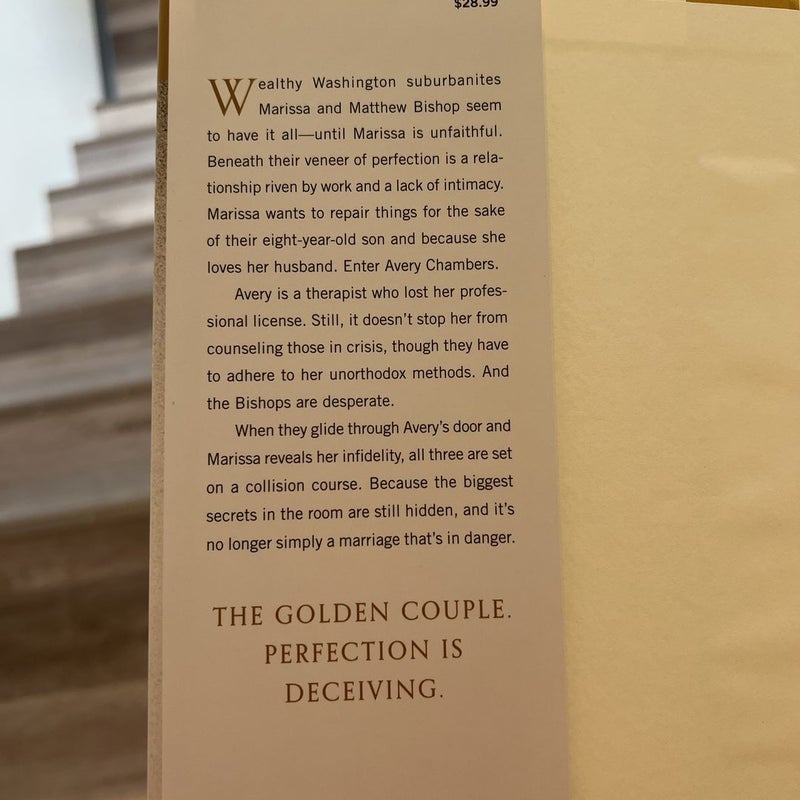 $28.99
Wealthy Washington suburbanites
Marissa and Matthew Bishop seem
to have it all—until Marissa is unfaithful.
Beneath their veneer of perfection is a rela-
tionship riven by work and a lack of intimacy.
Marissa wants to repair things for the sake
of their eight-year-old son and because she
loves her husband. Enter Avery Chambers.
Avery is a therapist who lost her profes-
sional license. Still, it doesn’t stop her from
counseling those in crisis, though they have
to adhere to her unorthodox methods. And
the Bishops are desperate.
When they glide through Avery’s door and
Marissa reveals her infidelity, all three are set
on a collision course. Because the biggest
secrets in the room are still hidden, and it’s
no longer simply a marriage that’s in danger.
THE GOLDEN COUPLE.
PERFECTION IS
DECEIVING.